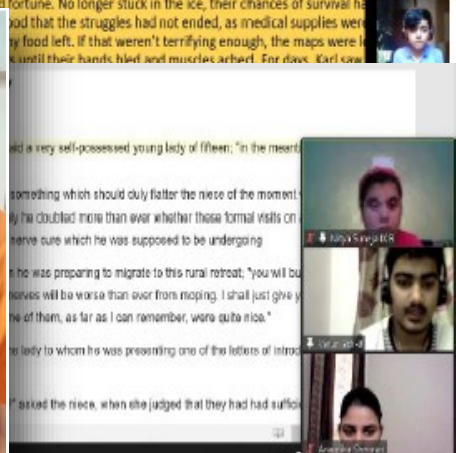 d fortune. No longer stuck in the ice, their chances of survival ha
ood that the struggles had not ended, as medical supplies wer
ny food left. If that weren't terrifying enough, the maps were l
s until their hands bled and muscles ached. For days, Karl saw
aid a very self-possessed young lady of fifteen; "in the meant
something which should duly flatter the niece of the moment
ly he doubted more than ever whether these formal visits on
nerve cure which he was supposed to be undergoing
n he was preparing to migrate to this rural retreat; "you will bu
nerves will be worse than ever from moping. I shall just give y
me of them, as far as I can remember, were quite nice."
he lady to whom he was presenting one of the letters of introd
?" asked the niece, when she judged that they had had suffici